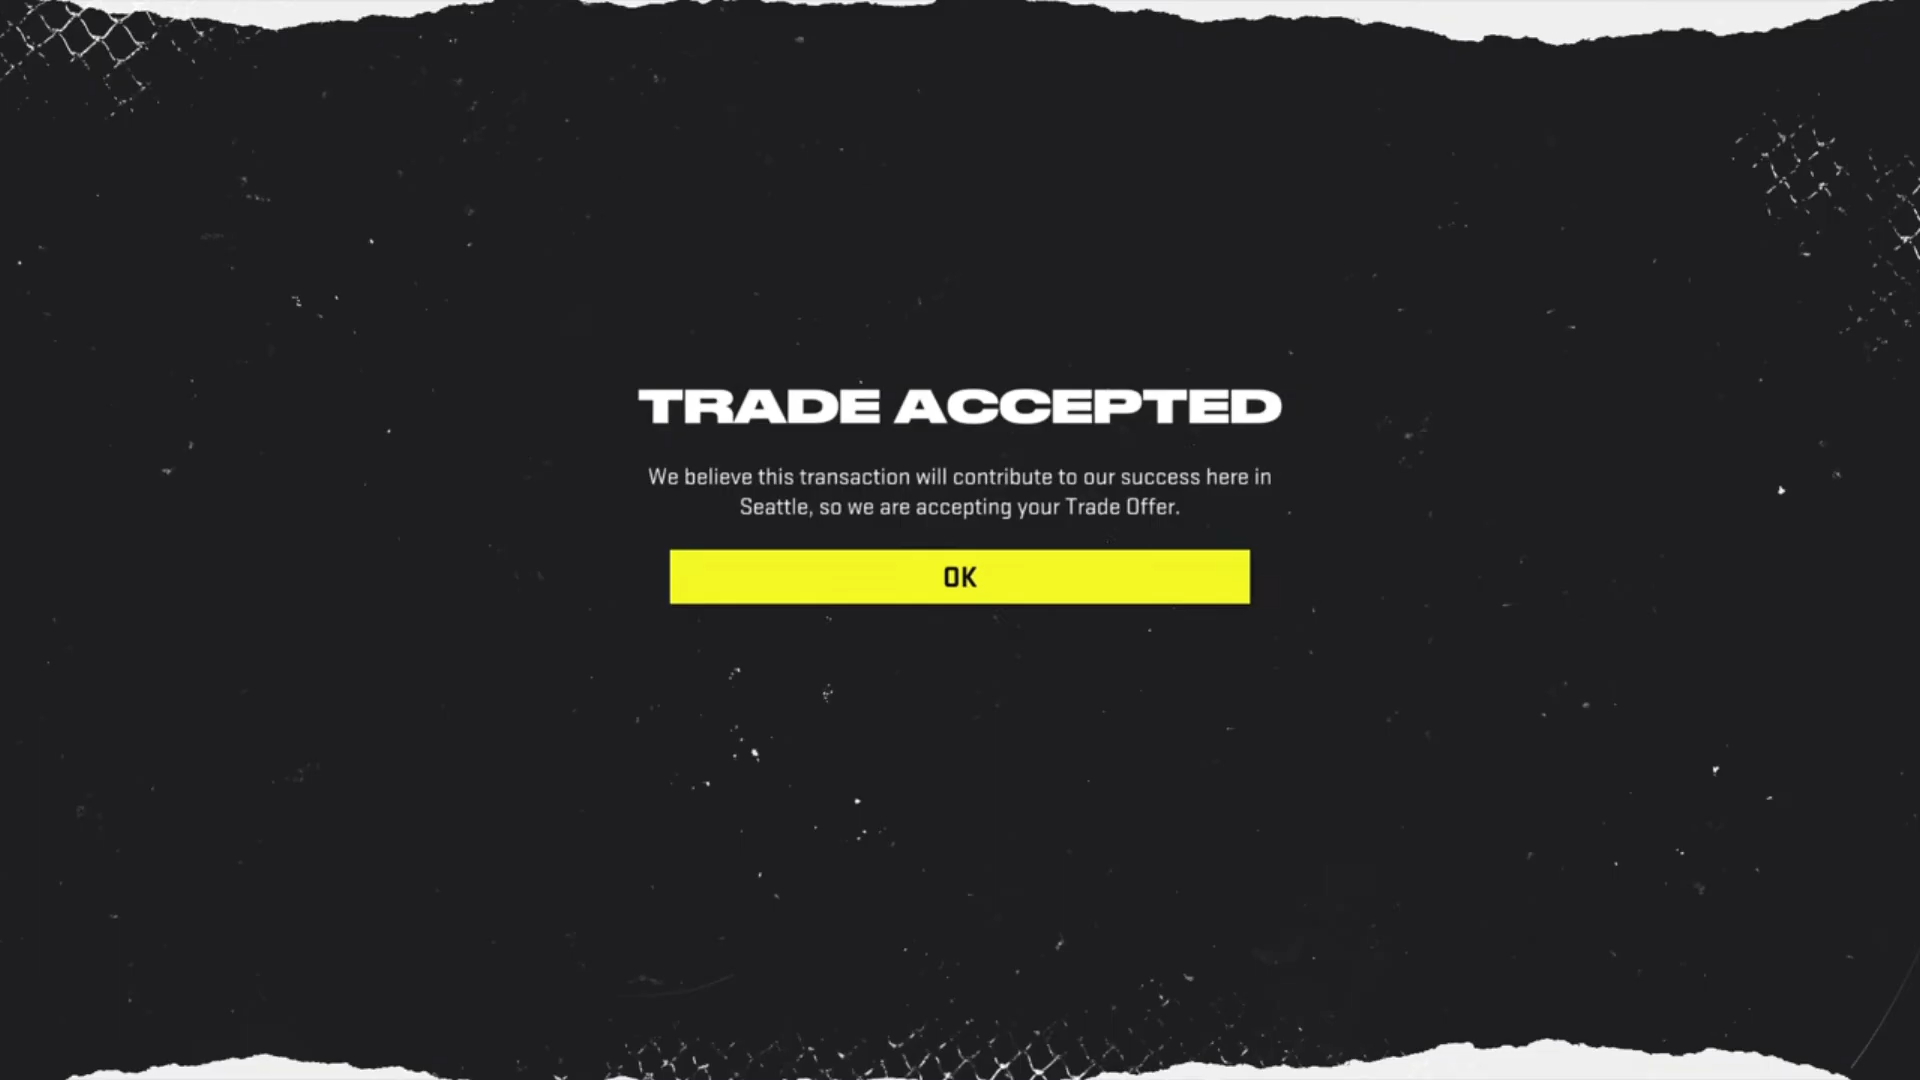 TRADE ACCEPTED
We believe this transaction will contribute to our success here in
Seattle, so we are accepting your Trade Offer.
OK